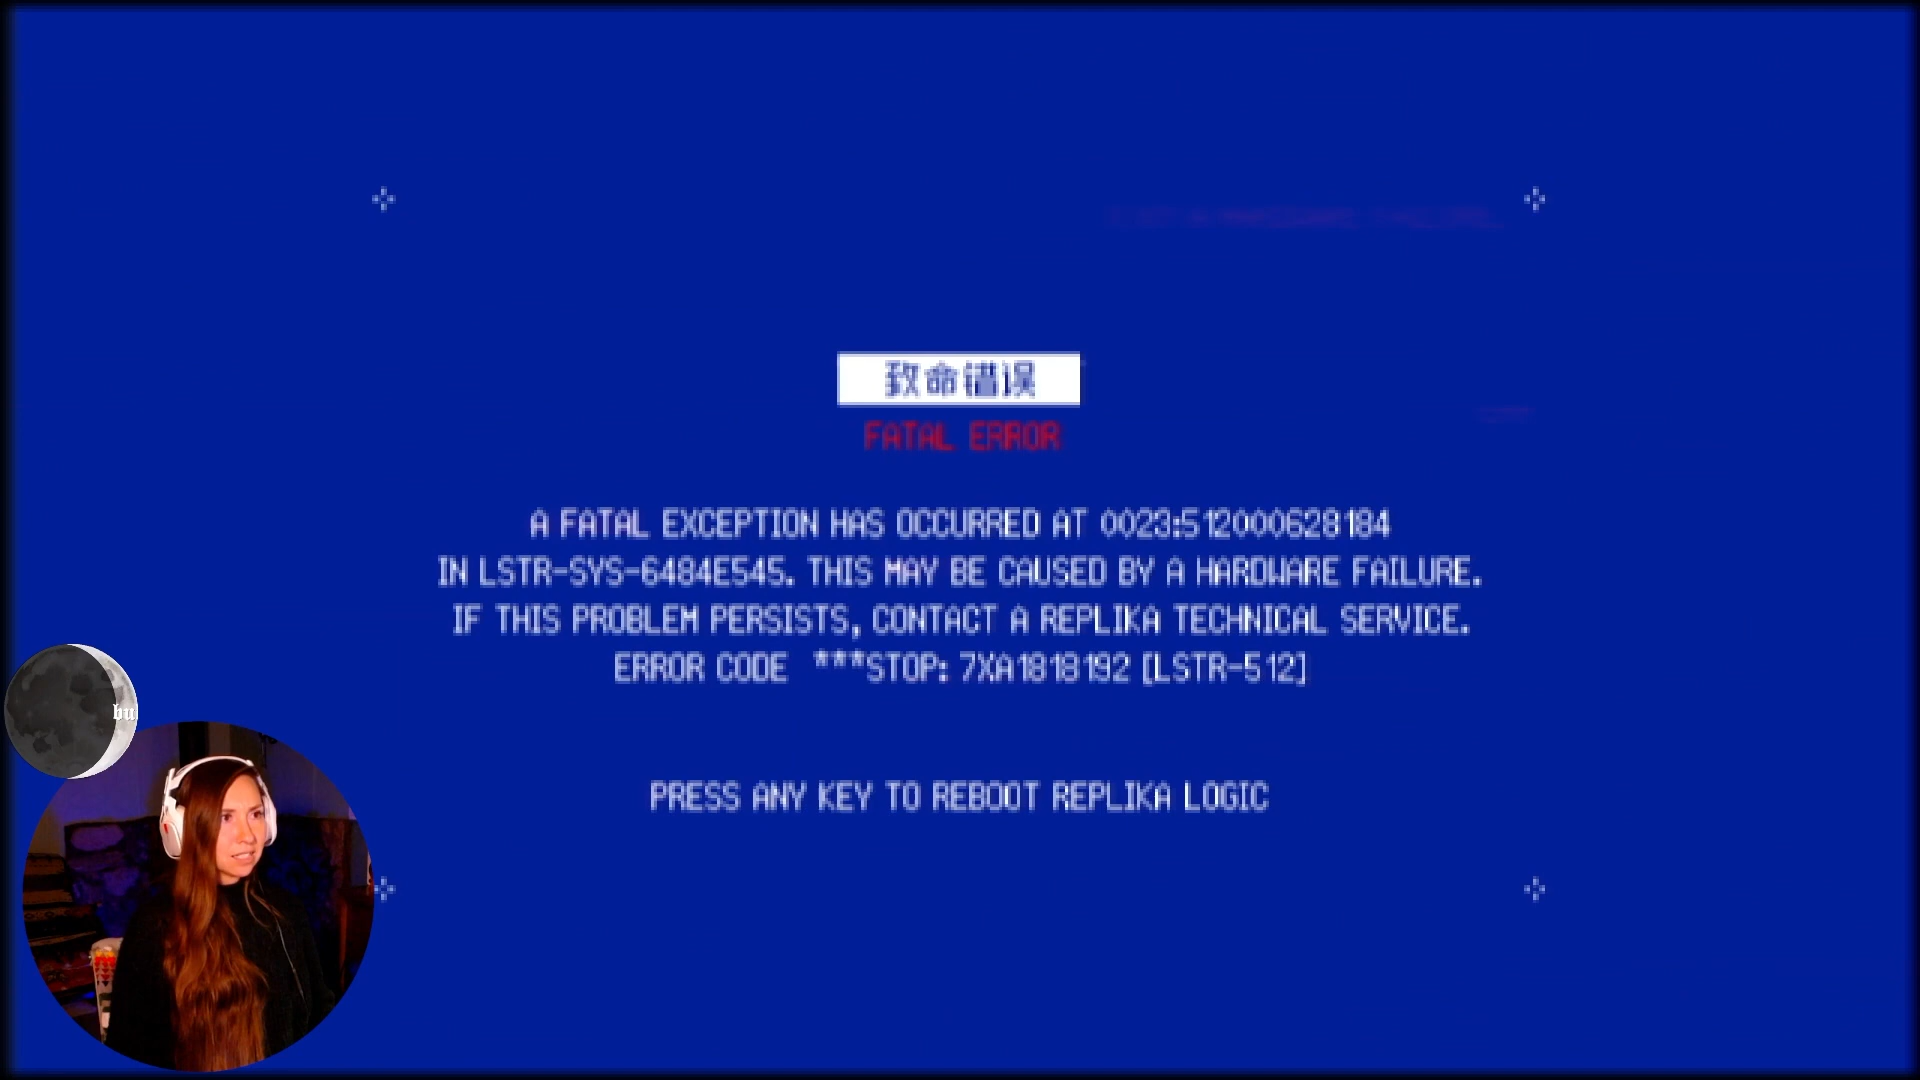 致命错误
FATAL ERROR
A FATAL EXCEPTION HAS OCCURRED AT 0023:512000628184
IN LSTR-SYS-6484E545. THIS MAY BE CAUSED BY A HARDWARE FAILURE.
IF THIS PROBLEM PERSISTS, CONTACT A REPLIKA TECHNICAL SERVICE.
ERROR CODE ***STOP: 7XA1818192 [LSTR-512]
bu
PRESS ANY KEY TO REBOOT REPLIKA LOGIC